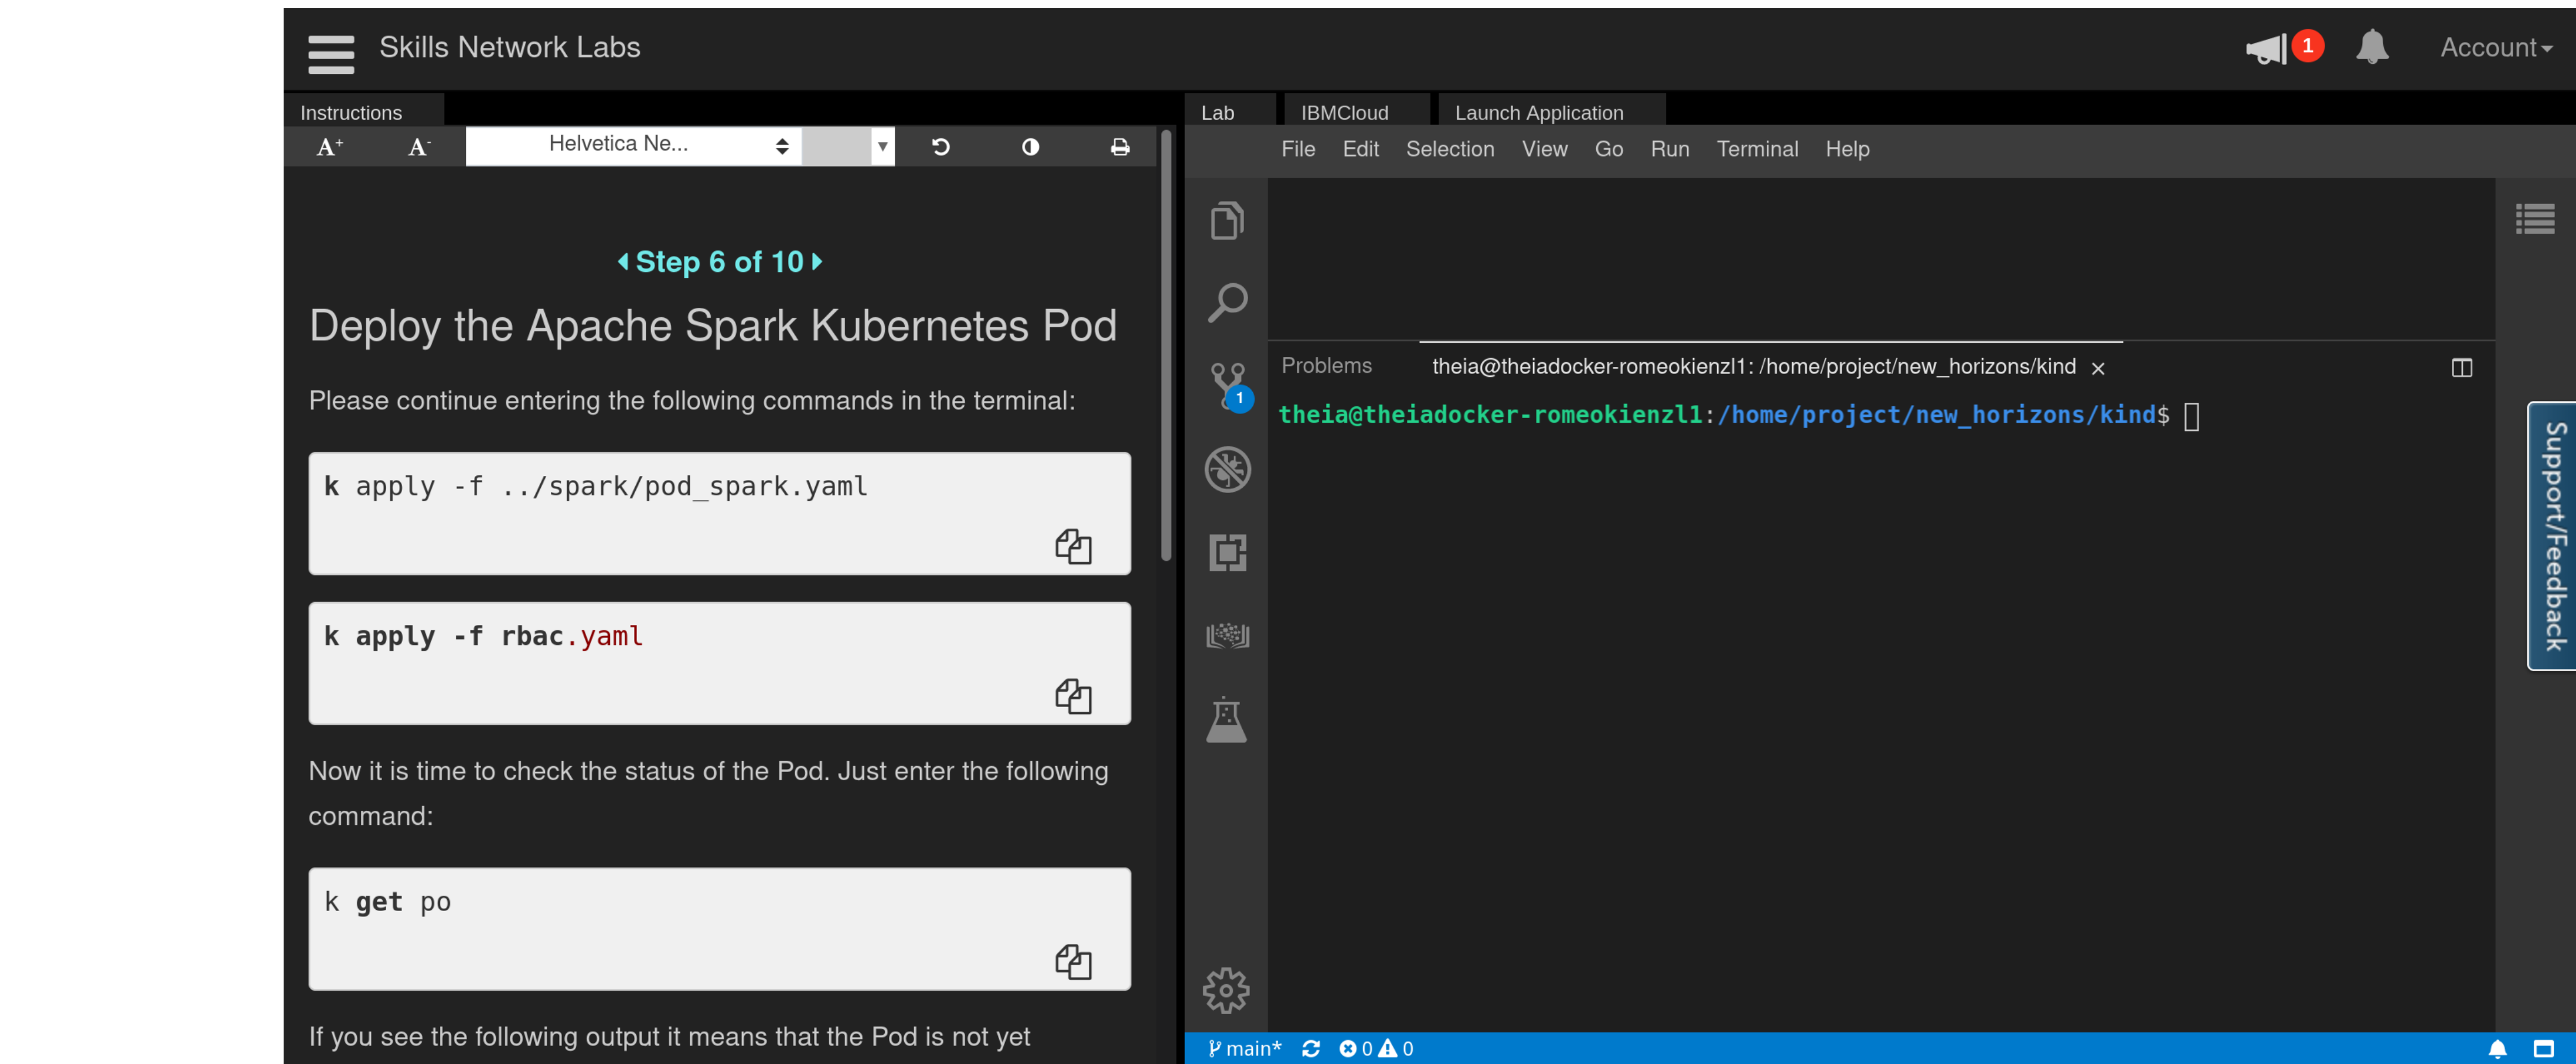 Skills Network Labs
1
Account
Instructions
A+
A-
Helvetica Ne...
Step 6 of 10
Deploy the Apache Spark Kubernetes Pod
Please continue entering the following commands in the terminal:
k apply -f ../spark/pod_spark.yaml
k apply -f rbac.yaml
Now it is time to check the status of the Pod. Just enter the following
command:
k get po
If you see the following output it means that the Pod is not yet
Lab
IBMCloud
Launch Application
File Edit Selection View Go Run Terminal Help
1
Problems
theia@theiadocker-romeokienzl1: /home/project/new_horizons/kind
theia@theiadocker-romeokienzl1:/home/project/new_horizons/kind$
main* 0 0
Support/Feedback